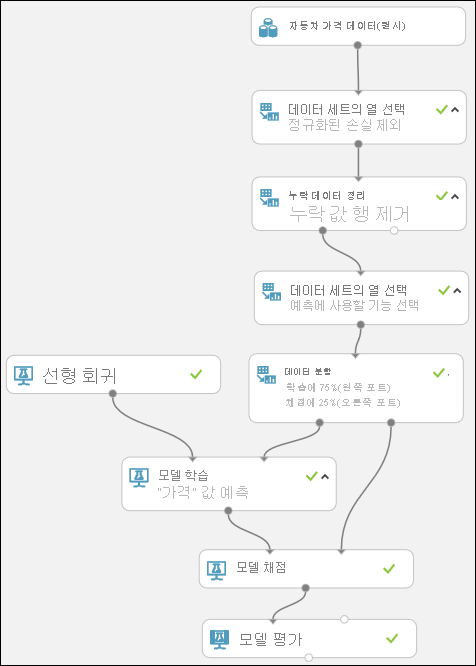 자동차 가격 데이터(원시)
데이터 세트의 열 선택
정규화된 손실 제외
누락 데이터 정리
누락 값 행 제거
데이터 세트의 열 선택
예측에 사용할 기능 선택
선형 회귀
데이터 분할
학습에 75%(왼쪽 포트)
채점에 25%(오른쪽 포트)
모델 학습
"가격" 값 예측
모델 채점
모델 평가